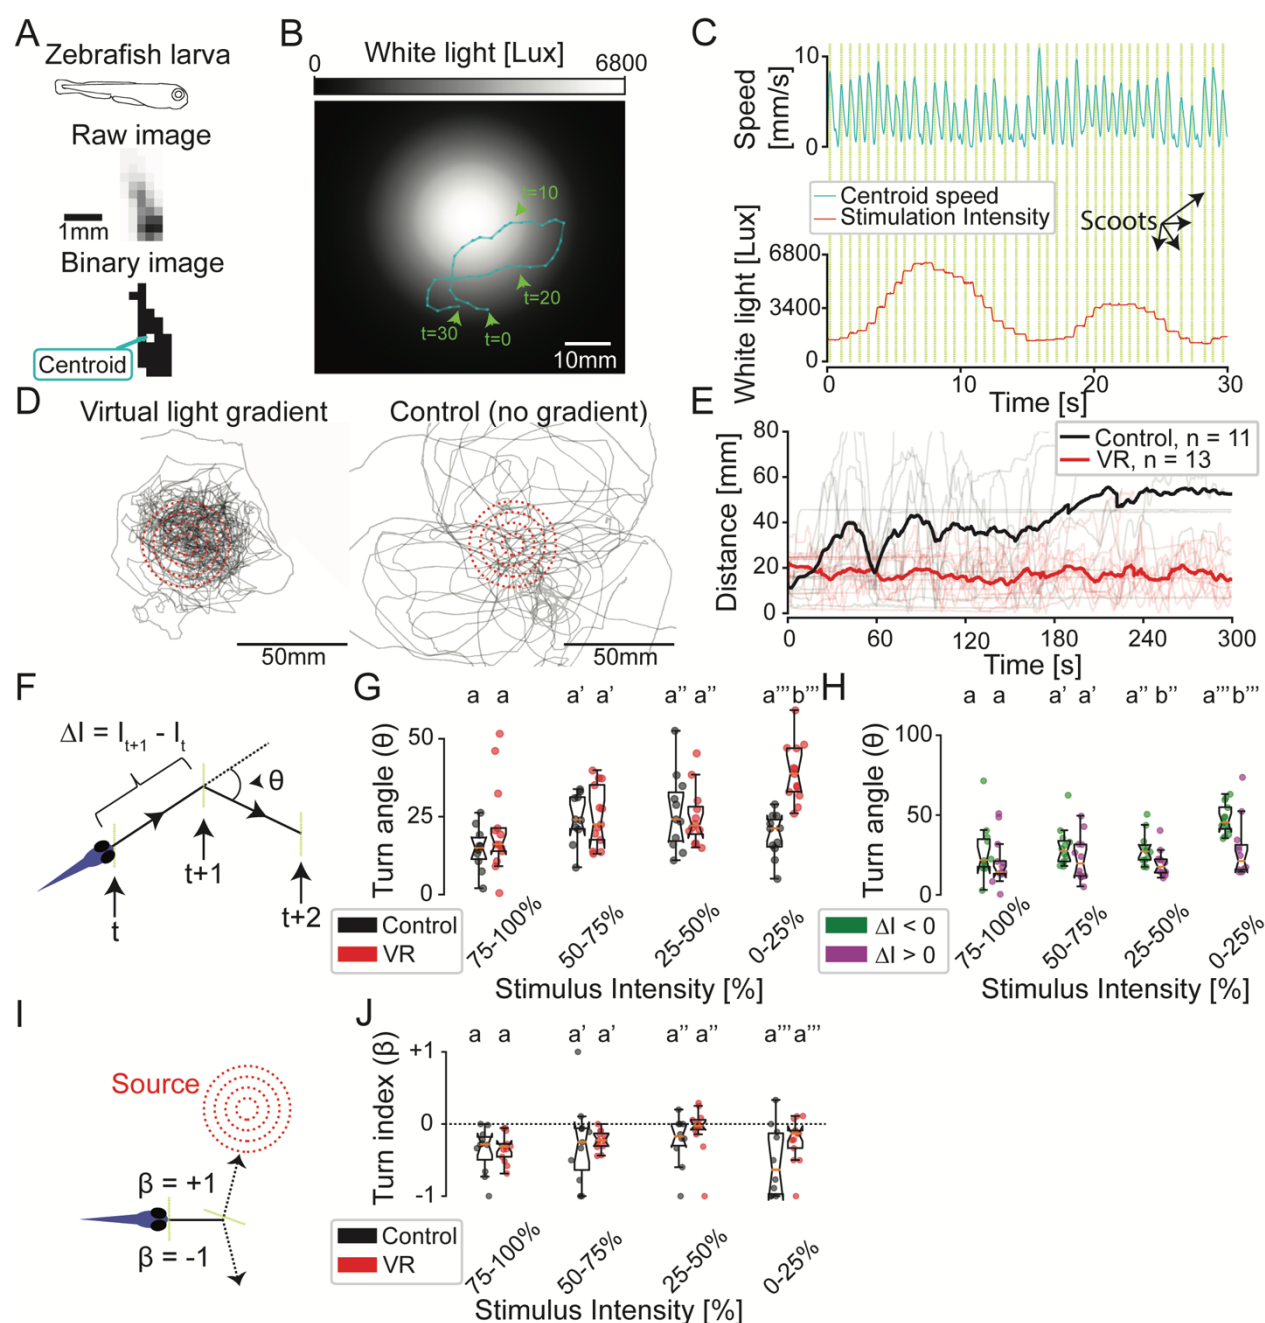 A
Zebrafish larva
Raw image
1mm
Binary image
Centroid
B
White light [Lux]
0
6800
t=10
t=20
t=30
t=0
10mm
C
Speed
[mm/s]
10
0
Centroid speed
Stimulation Intensity
Scoots
White light [Lux]
6800
3400
0
0
10
20
30
Time [s]
D
Virtual light gradient
Control (no gradient)
50mm
50mm
E
Distance [mm]
80
60
40
20
0
Control, n = 11
VR, n = 13
0
60
120
180
240
300
Time [s]
F
ΔI = I_{t+1} - I_t
θ
t
t+1
t+2
G
a a a' a' a'' a'' a''' b'''
Turn angle (θ)
50
25
0
Control
VR
75-100%
50-75%
25-50%
0-25%
Stimulus Intensity [%]
H
a a a' a' a'' b'' a''' b'''
Turn angle (θ)
100
50
0
ΔI < 0
ΔI > 0
75-100%
50-75%
25-50%
0-25%
Stimulus Intensity [%]
I
Source
β = +1
β = -1
J
a a a' a' a'' a'' a''' a'''
Turn index (β)
+1
0
-1
Control
VR
75-100%
50-75%
25-50%
0-25%
Stimulus Intensity [%]